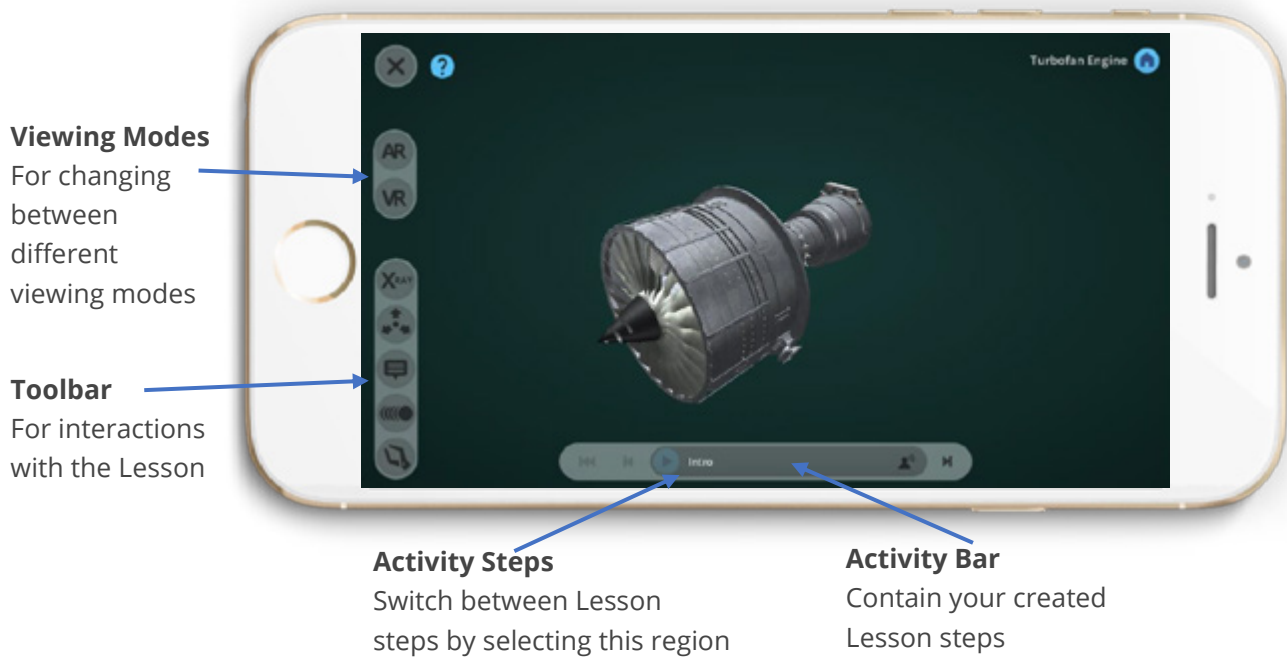 ?
Turbofan Engine
Viewing Modes
For changing
between
different
viewing modes
AR
VR
XRAY
Toolbar
For interactions
with the Lesson
Intro
Activity Steps
Switch between Lesson
steps by selecting this region
Activity Bar
Contain your created
Lesson steps